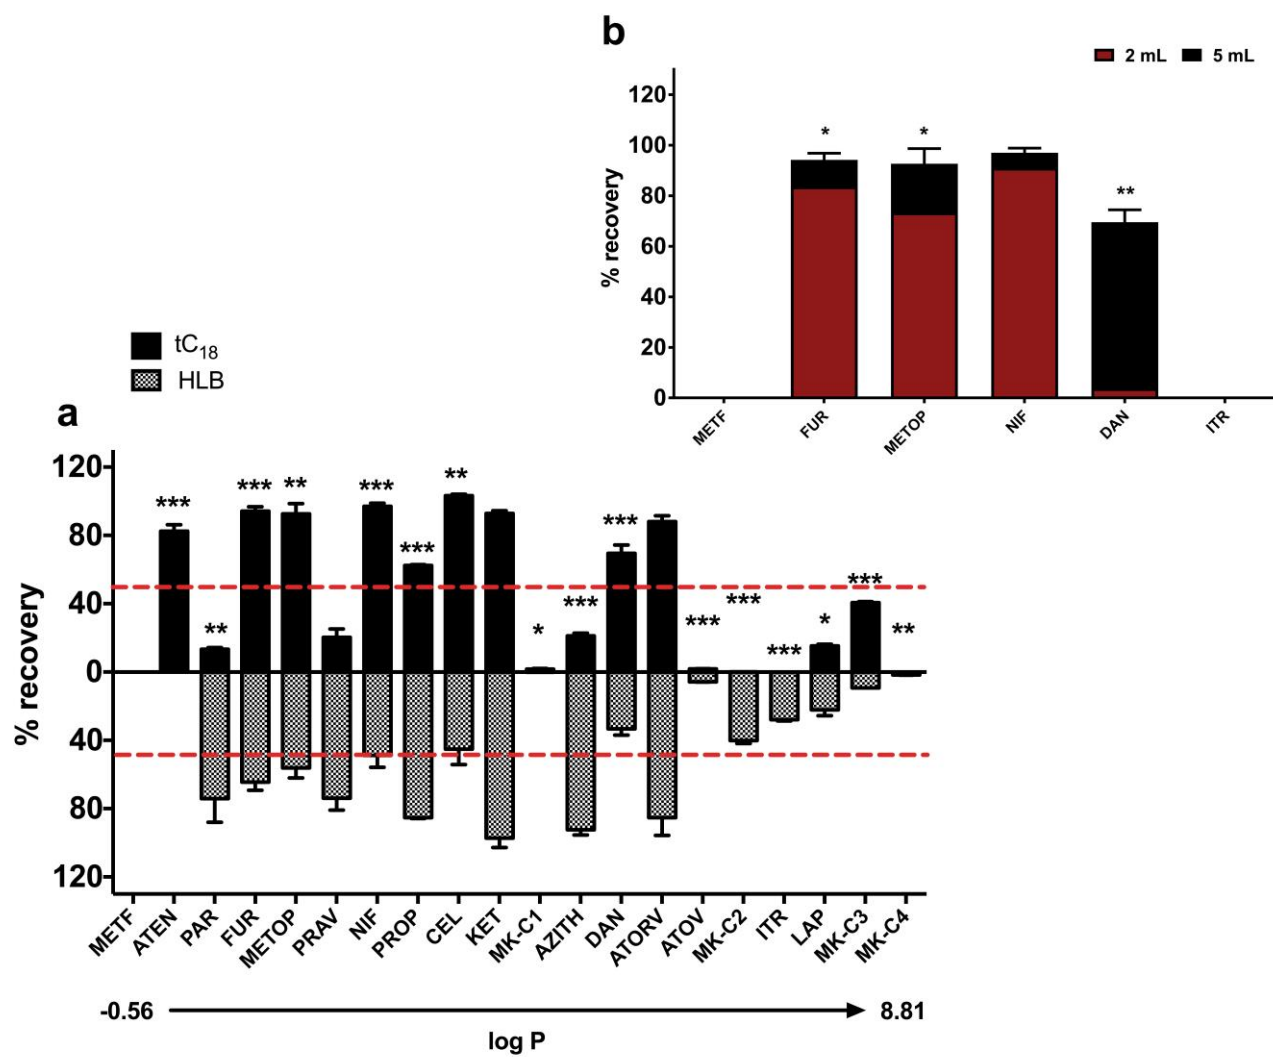 b
2 mL 5 mL
120
100
80
60
40
20
0
% recovery
* * **
METF FUR METOP NIF DAN ITR
tC18
HLB
a
120
80
40
0
40
80
120
% recovery
*** ** *** ** *** *** ** * *** *** *** *** *** * *** **
METF ATEN PAR FUR METOP PRAV NIF PROP CEL KET MK-C1 AZITH DAN ATORV ATOV MK-C2 ITR LAP MK-C3 MK-C4
-0.56 8.81
log P